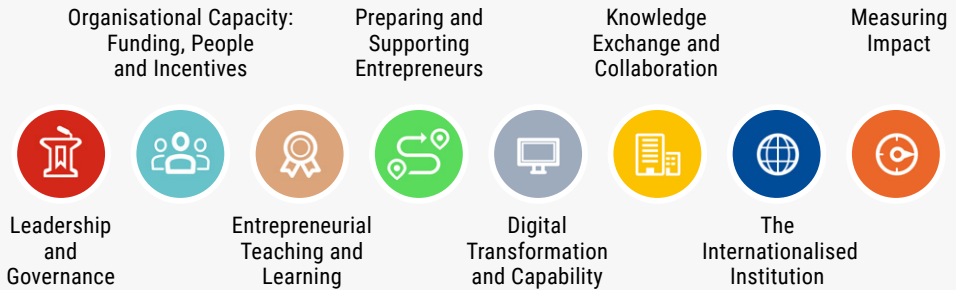 Organisational Capacity:
Funding, People
and Incentives
Preparing and
Supporting
Entrepreneurs
Knowledge
Exchange and
Collaboration
Measuring
Impact
Leadership
and
Governance
Entrepreneurial
Teaching and
Learning
Digital
Transformation
and Capability
The
Internationalised
Institution